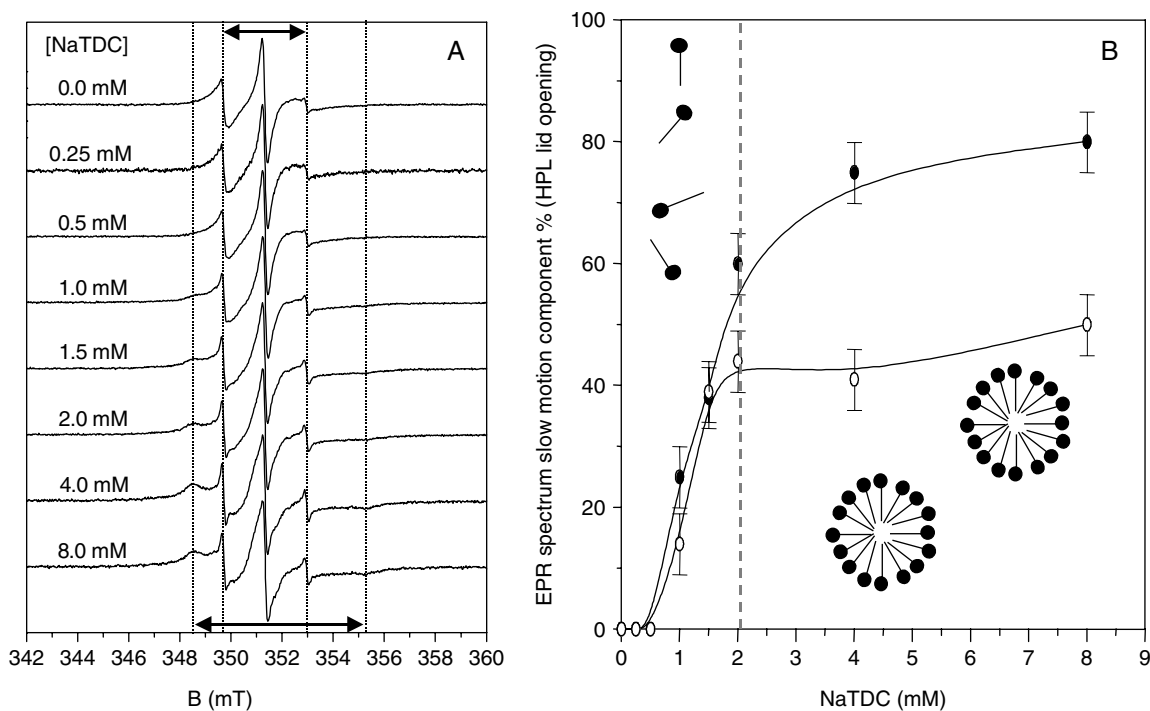 A
[NaTDC]
0.0 mM
0.25 mM
0.5 mM
1.0 mM
1.5 mM
2.0 mM
4.0 mM
8.0 mM
342 344 346 348 350 352 354 356 358 360
B (mT)
B
EPR spectrum slow motion component % (HPL lid opening)
100
80
60
40
20
0
0 1 2 3 4 5 6 7 8 9
NaTDC (mM)